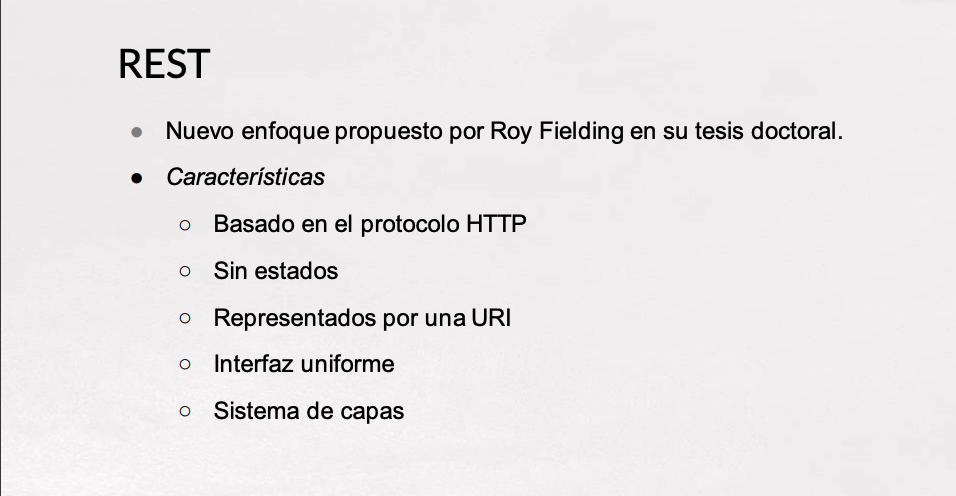 REST
● Nuevo enfoque propuesto por Roy Fielding en su tesis doctoral.
● Características
○ Basado en el protocolo HTTP
○ Sin estados
○ Representados por una URI
○ Interfaz uniforme
○ Sistema de capas